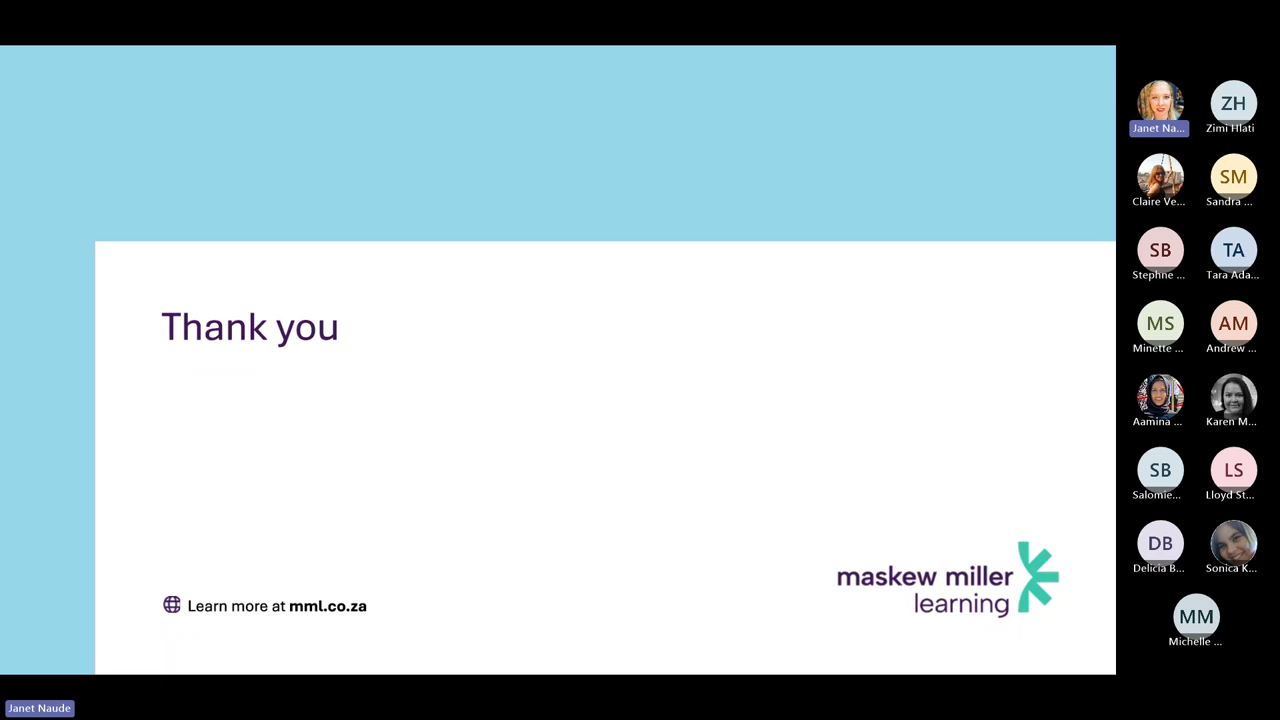 Thank you
Learn more at mml.co.za
maskew miller
learning
Janet Na...
ZH
Zimi Hlati
Claire Ve...
SM
Sandra ...
SB
Stephne ...
TA
Tara Ada...
MS
Minette ...
AM
Andrew ...
Aamina ...
Karen M...
SB
Salomie...
LS
Lloyd St...
DB
Delicia B...
Sonica K...
MM
Michelle ...
Janet Naude